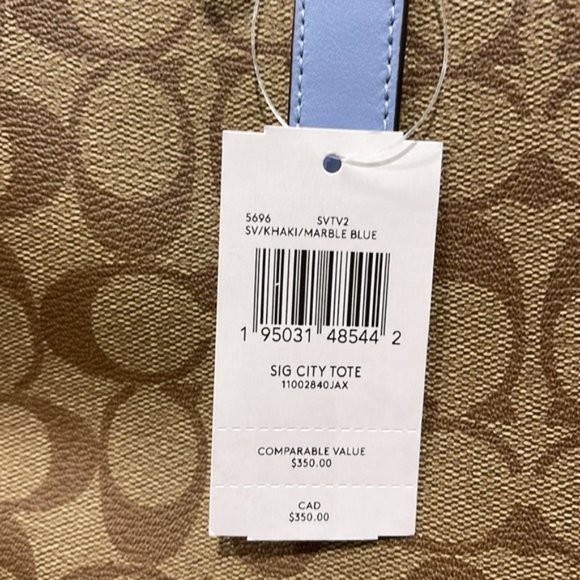 5696 SVTV2
SV/KHAKI/MARBLE BLUE
1 95031 48544 2
SIG CITY TOTE
11002840JAX
COMPARABLE VALUE
$350.00
CAD
$350.00